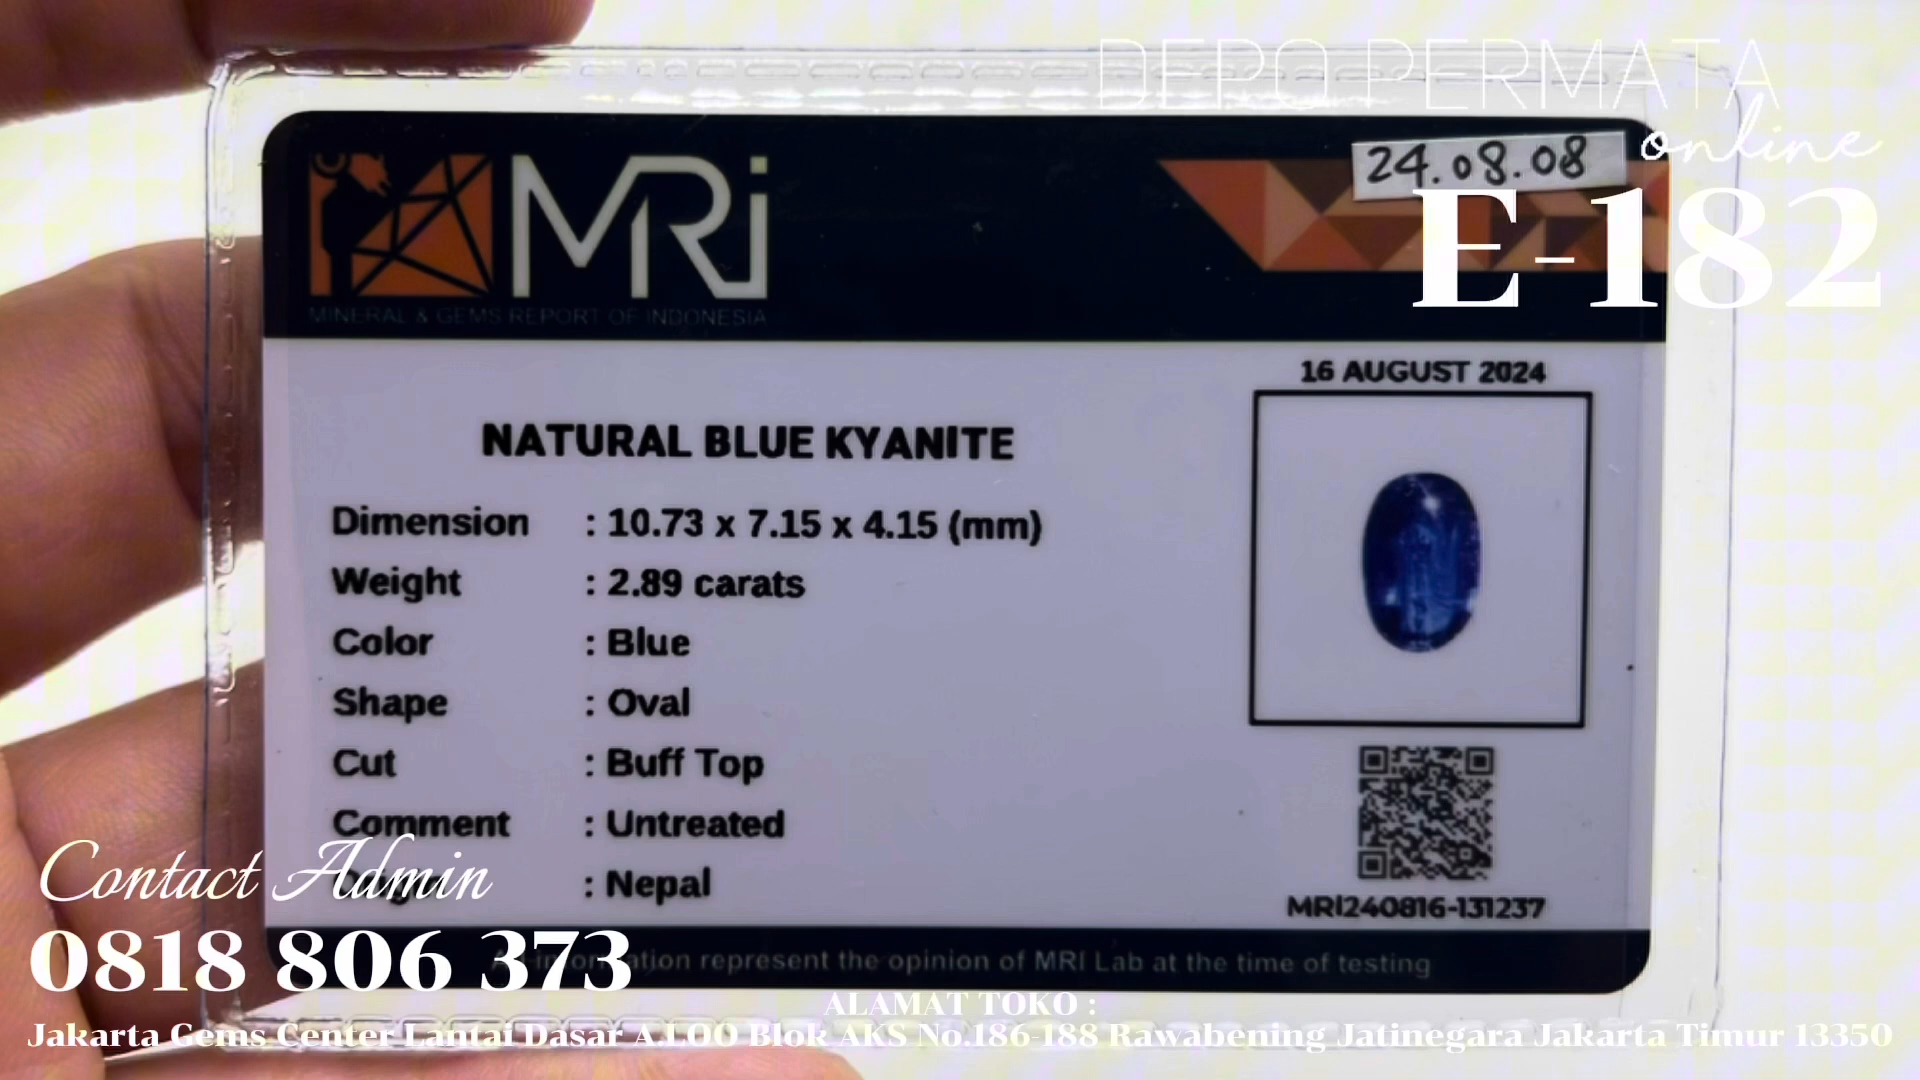 DEPO PERMATA
online
24.08.08
E-182
MRi
MINERAL & GEMS REPORT OF INDONESIA
16 AUGUST 2024
NATURAL BLUE KYANITE
Dimension : 10.73 x 7.15 x 4.15 (mm)
Weight : 2.89 carats
Color : Blue
Shape : Oval
Cut : Buff Top
Comment : Untreated
: Nepal
MRI240816-131237
Contact Admin
0818 806 373
represent the opinion of MRI Lab at the time of testing
ALAMAT TOKO :
Jakarta Gems Center Lantai Dasar A.LOO Blok AKS No.186-188 Rawabening Jatinegara Jakarta Timur 13350